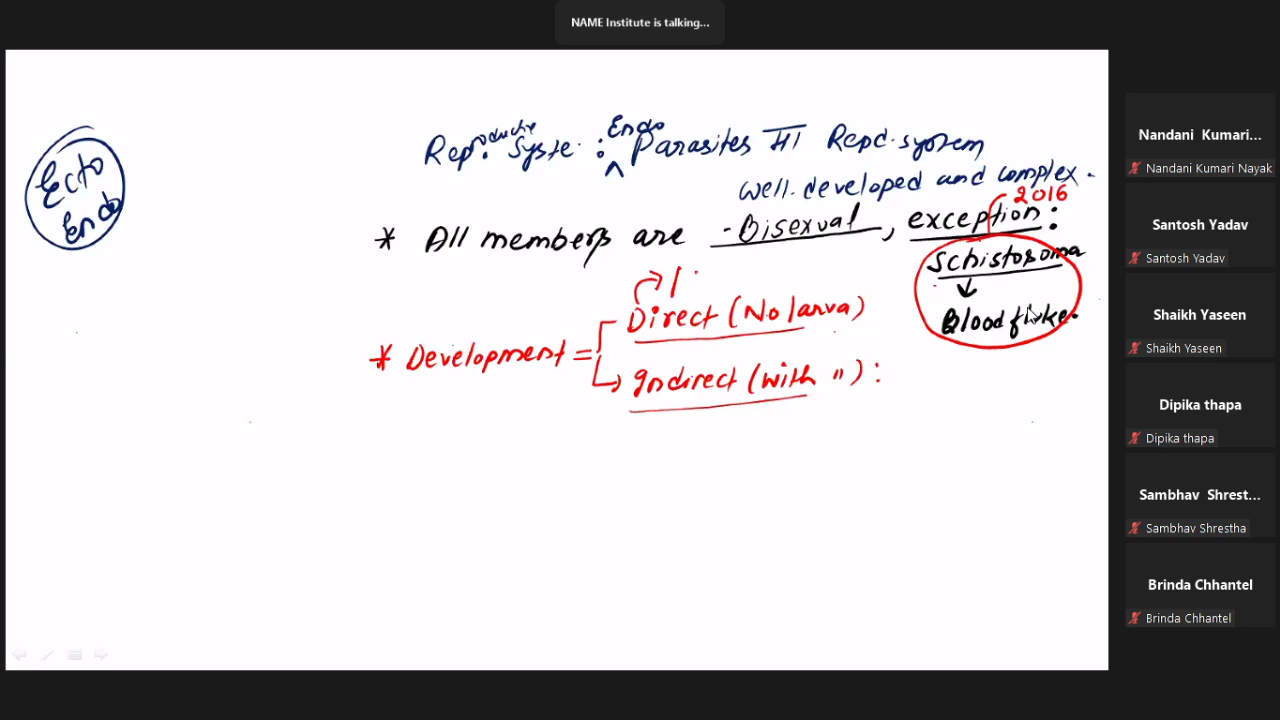 NAME Institute is talking...
Ecto
Endo
Reproductive Syste : Endo Parasites Repd. system
well-developed and complex.
* All members are Bisexual, exception:
2016
Schistosoma
↓
Blood fluke.
* Development = Direct (No larva)
Indirect (with "):
Nandani Kumari...
Nandani Kumari Nayak
Santosh Yadav
Santosh Yadav
Shaikh Yaseen
Shaikh Yaseen
Dipika thapa
Dipika thapa
Sambhav Shrest...
Sambhav Shrestha
Brinda Chhantel
Brinda Chhantel